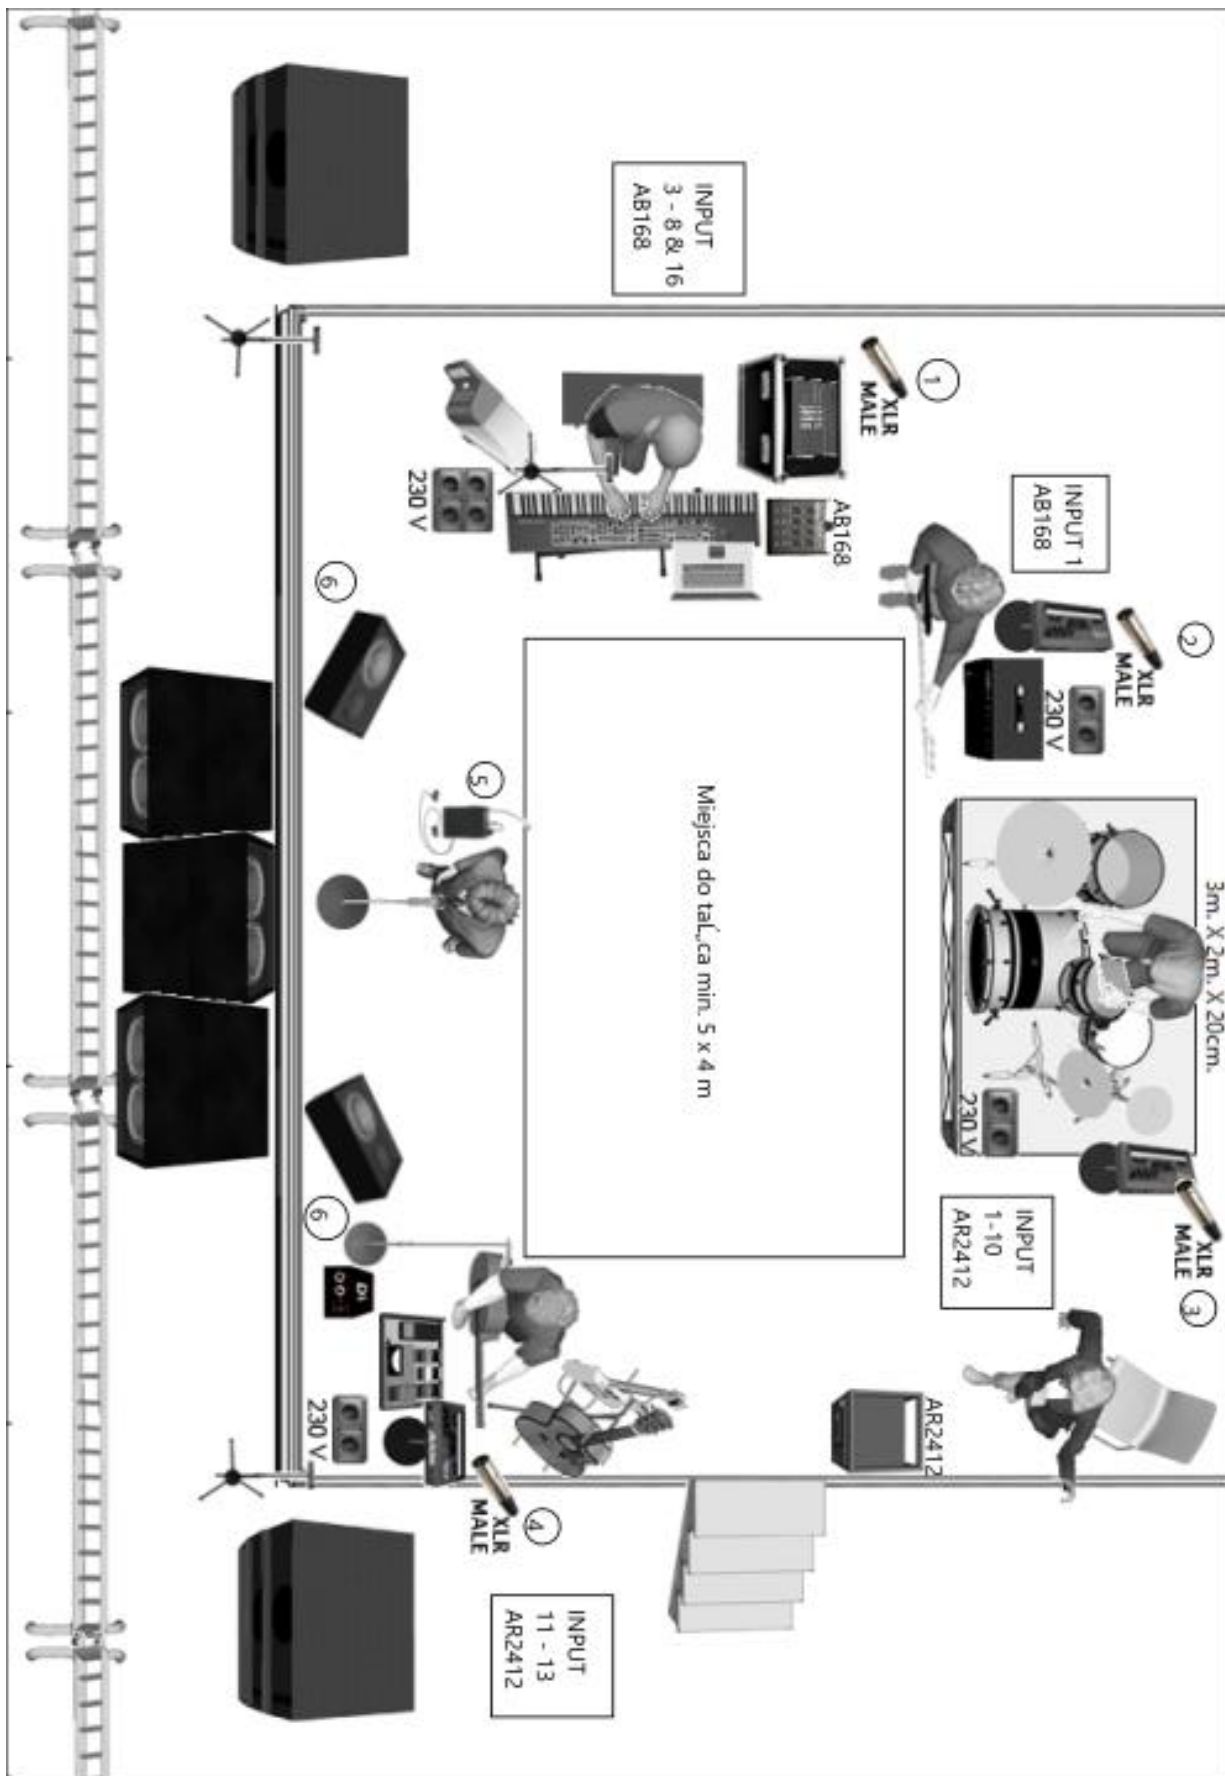 3m. X 2m. X 20cm.
2
XLR
MALE
230 V
INPUT 1
AB168
3
XLR
MALE
230 V
INPUT
1-10
AR2412
1
XLR
MALE
AB168
AR2412
INPUT
3 - 8 & 16
AB168
Miejsca do taĹ„ca min. 5 x 4 m
230 V
5
4
XLR
MALE
INPUT
11 - 13
AR2412
6
6
DI
230 V